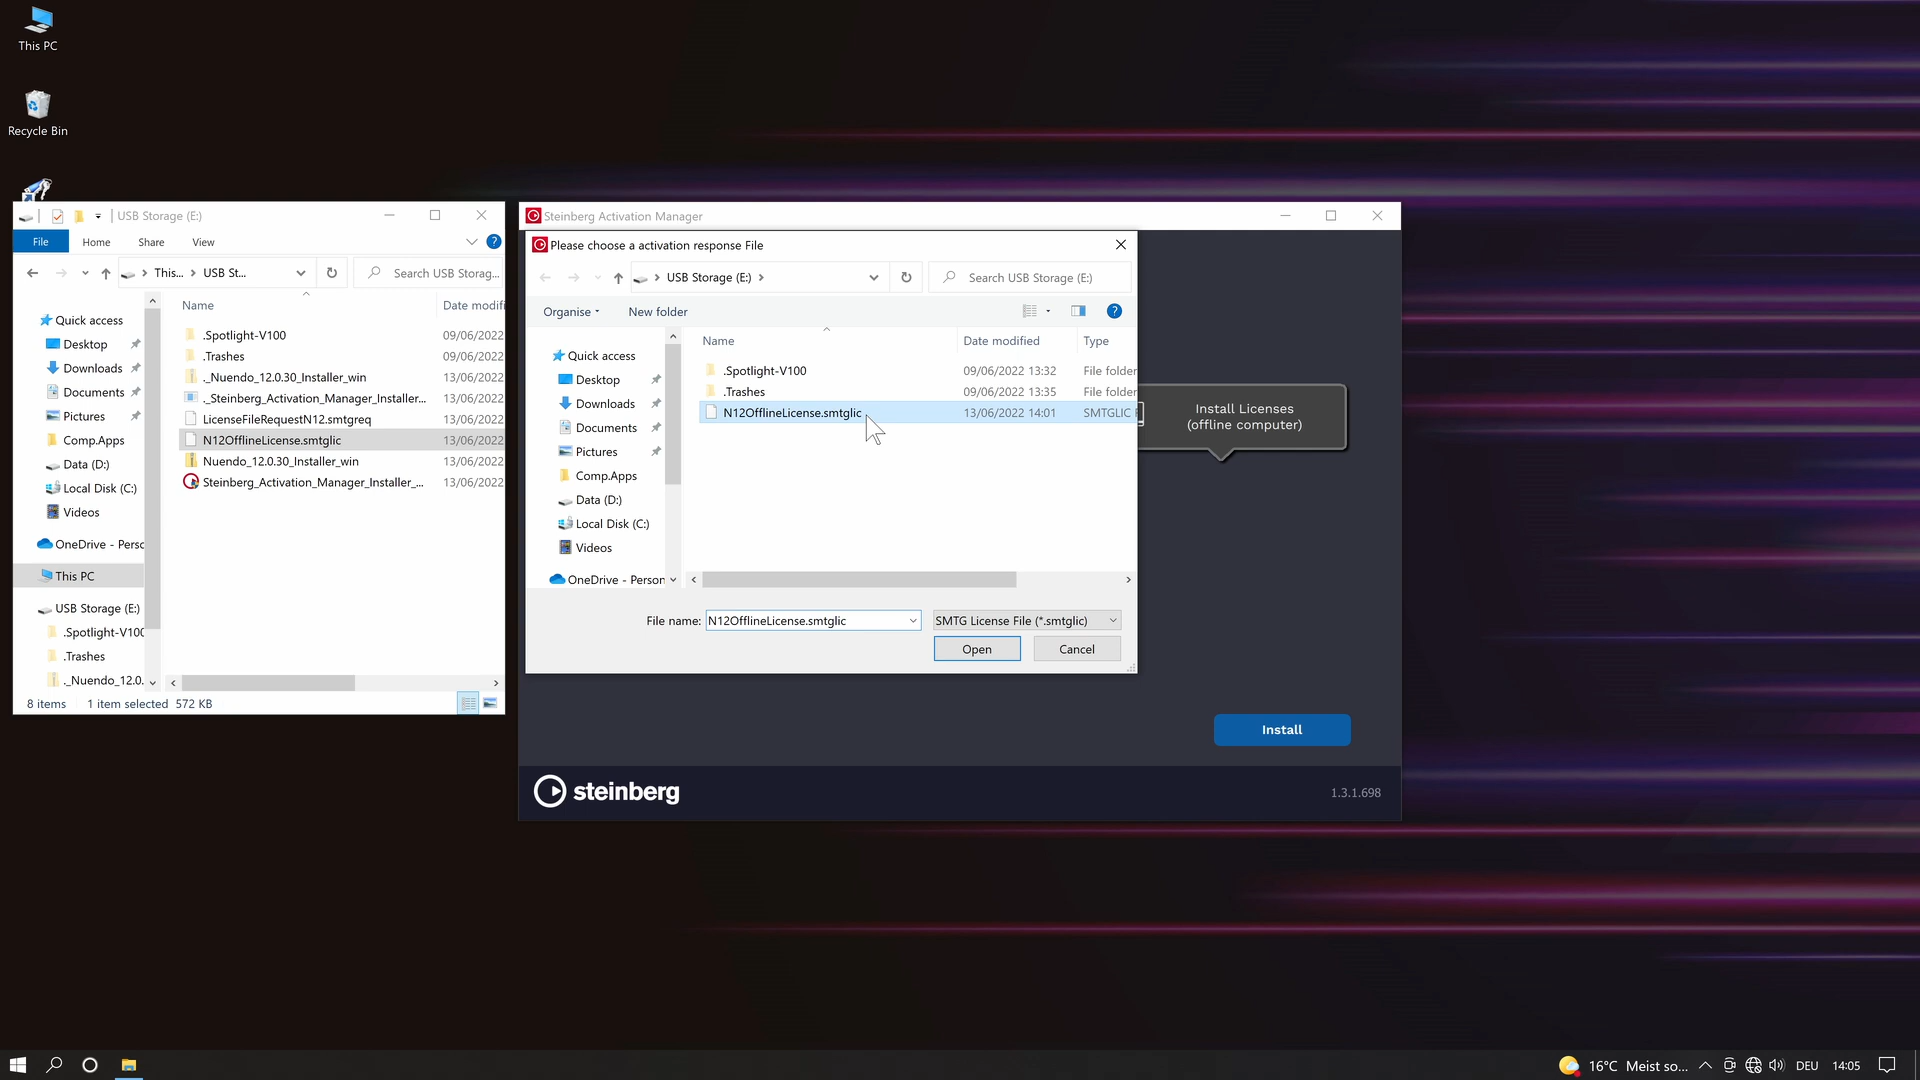 This PC
Recycle Bin
USB Storage (E:)
File
Home
Share
View
This...
USB St...
Search USB Storag...
Name
Date modifi
Quick access
Desktop
Downloads
Documents
Pictures
Comp.Apps
Data (D:)
Local Disk (C:)
Videos
OneDrive - Persc
This PC
USB Storage (E:)
.Spotlight-V100
.Trashes
._Nuendo_12.0.
.Spotlight-V100 09/06/2022
.Trashes 09/06/2022
._Nuendo_12.0.30_Installer_win 13/06/2022
._Steinberg_Activation_Manager_Installer... 13/06/2022
LicenseFileRequestN12.smtgreq 13/06/2022
N12OfflineLicense.smtglic 13/06/2022
Nuendo_12.0.30_Installer_win 13/06/2022
Steinberg_Activation_Manager_Installer_... 13/06/2022
8 items 1 item selected 572 KB
Steinberg Activation Manager
Please choose a activation response File
USB Storage (E:)
Search USB Storage (E:)
Organise
New folder
Quick access
Desktop
Downloads
Documents
Pictures
Comp.Apps
Data (D:)
Local Disk (C:)
Videos
OneDrive - Person
Name Date modified Type
.Spotlight-V100 09/06/2022 13:32 File folder
.Trashes 09/06/2022 13:35 File folder
N12OfflineLicense.smtglic 13/06/2022 14:01 SMTGLIC F
File name: N12OfflineLicense.smtglic
SMTG License File (*.smtglic)
Open
Cancel
Install Licenses
(offline computer)
Install
steinberg
1.3.1.698
16°C Meist so...
DEU
14:05